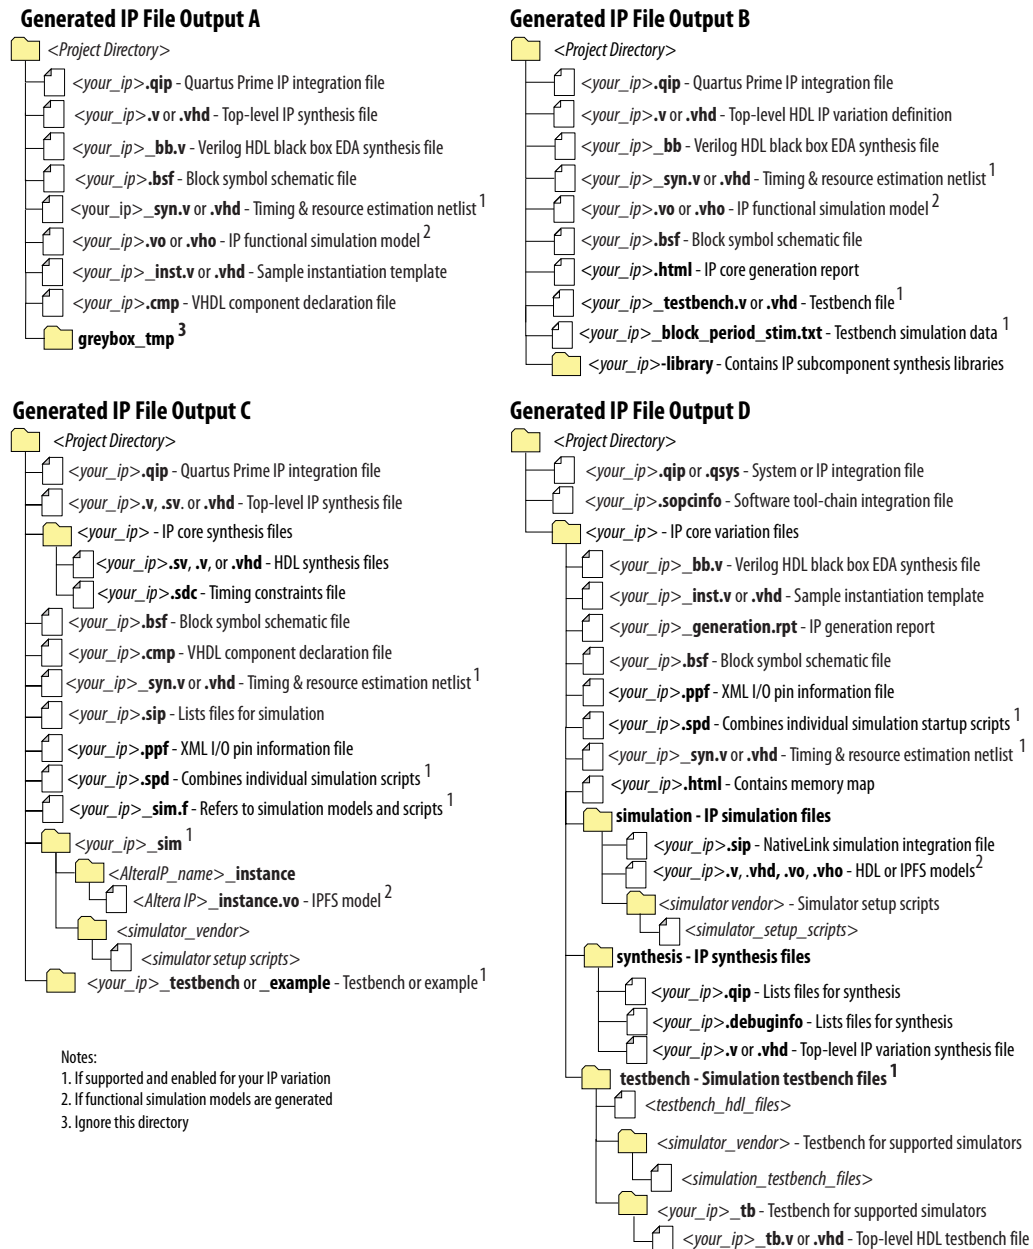 Generated IP File Output A
<Project Directory>
<your_ip>.qip - Quartus Prime IP integration file
<your_ip>.v or .vhd - Top-level IP synthesis file
<your_ip>_bb.v - Verilog HDL black box EDA synthesis file
<your_ip>.bsf - Block symbol schematic file
<your_ip>_syn.v or .vhd - Timing & resource estimation netlist 1
<your_ip>.vo or .vho - IP functional simulation model 2
<your_ip>_inst.v or .vhd - Sample instantiation template
<your_ip>.cmp - VHDL component declaration file
greybox_tmp 3
Generated IP File Output B
<Project Directory>
<your_ip>.qip - Quartus Prime IP integration file
<your_ip>.v or .vhd - Top-level HDL IP variation definition
<your_ip>_bb - Verilog HDL black box EDA synthesis file
<your_ip>_syn.v or .vhd - Timing & resource estimation netlist 1
<your_ip>.vo or .vho - IP functional simulation model 2
<your_ip>.bsf - Block symbol schematic file
<your_ip>.html - IP core generation report
<your_ip>_testbench.v or .vhd - Testbench file 1
<your_ip>_block_period_stim.txt - Testbench simulation data 1
<your_ip>-library - Contains IP subcomponent synthesis libraries
Generated IP File Output C
<Project Directory>
<your_ip>.qip - Quartus Prime IP integration file
<your_ip>.v, .sv. or .vhd - Top-level IP synthesis file
<your_ip> - IP core synthesis files
<your_ip>.sv, .v, or .vhd - HDL synthesis files
<your_ip>.sdc - Timing constraints file
<your_ip>.bsf - Block symbol schematic file
<your_ip>.cmp - VHDL component declaration file
<your_ip>_syn.v or .vhd - Timing & resource estimation netlist 1
<your_ip>.sip - Lists files for simulation
<your_ip>.ppf - XML I/O pin information file
<your_ip>.spd - Combines individual simulation scripts 1
<your_ip>_sim.f - Refers to simulation models and scripts 1
<your_ip>_sim 1
<AlteraIP_name>_instance
<Altera IP>_instance.vo - IPFS model 2
<simulator_vendor>
<simulator setup scripts>
<your_ip>_testbench or _example - Testbench or example 1
Notes:
1. If supported and enabled for your IP variation
2. If functional simulation models are generated
3. Ignore this directory
Generated IP File Output D
<Project Directory>
<your_ip>.qip or .qsys - System or IP integration file
<your_ip>.sopcinfo - Software tool-chain integration file
<your_ip> - IP core variation files
<your_ip>_bb.v - Verilog HDL black box EDA synthesis file
<your_ip>_inst.v or .vhd - Sample instantiation template
<your_ip>_generation.rpt - IP generation report
<your_ip>.bsf - Block symbol schematic file
<your_ip>.ppf - XML I/O pin information file
<your_ip>.spd - Combines individual simulation startup scripts 1
<your_ip>_syn.v or .vhd - Timing & resource estimation netlist 1
<your_ip>.html - Contains memory map
simulation - IP simulation files
<your_ip>.sip - NativeLink simulation integration file
<your_ip>.v, .vhd, .vo, .vho - HDL or IPFS models 2
<simulator vendor> - Simulator setup scripts
<simulator_setup_scripts>
synthesis - IP synthesis files
<your_ip>.qip - Lists files for synthesis
<your_ip>.debuginfo - Lists files for synthesis
<your_ip>.v or .vhd - Top-level IP variation synthesis file
testbench - Simulation testbench files 1
<testbench_hdl_files>
<simulator_vendor> - Testbench for supported simulators
<simulation_testbench_files>
<your_ip>_tb - Testbench for supported simulators
<your_ip>_tb.v or .vhd - Top-level HDL testbench file